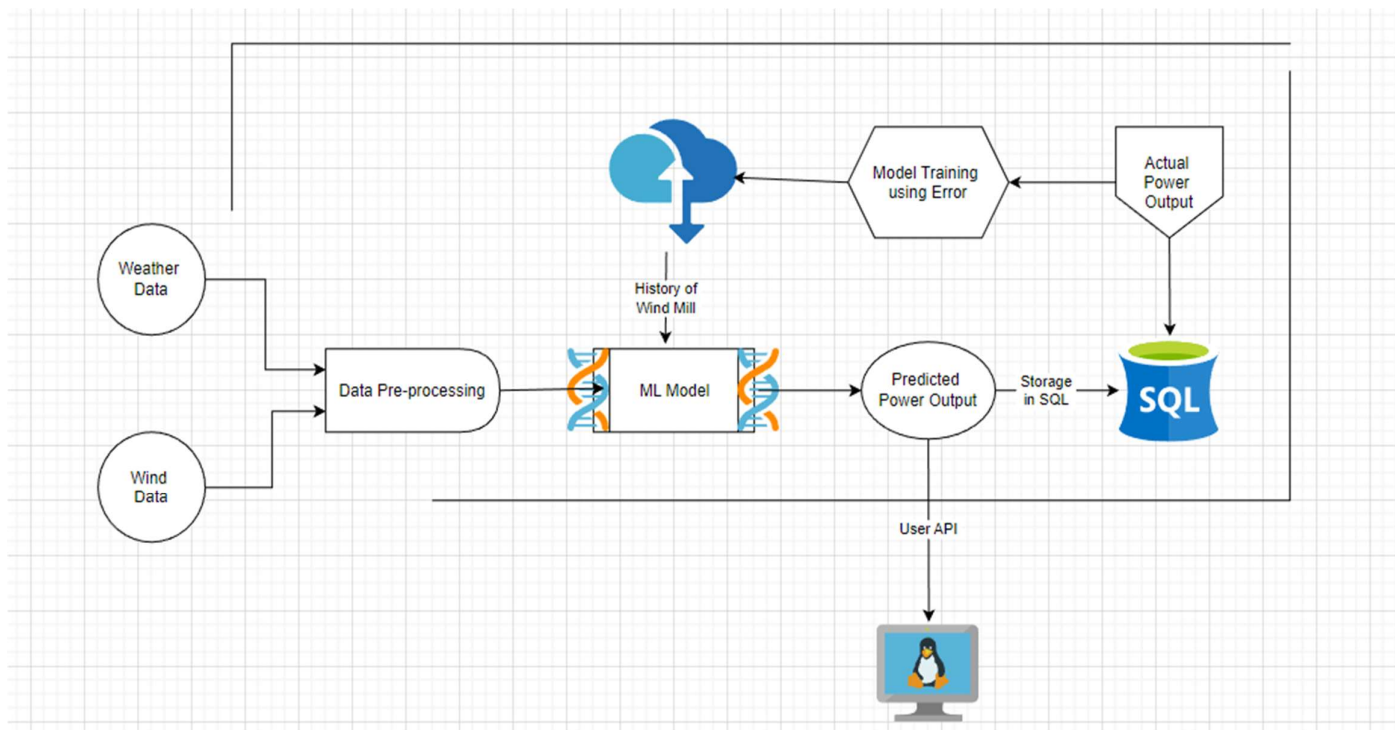 Model Training
using Error
Actual
Power
Output
Weather
Data
History of
Wind Mill
Data Pre-processing
ML Model
Predicted
Power Output
Storage
in SQL
SQL
Wind
Data
User API